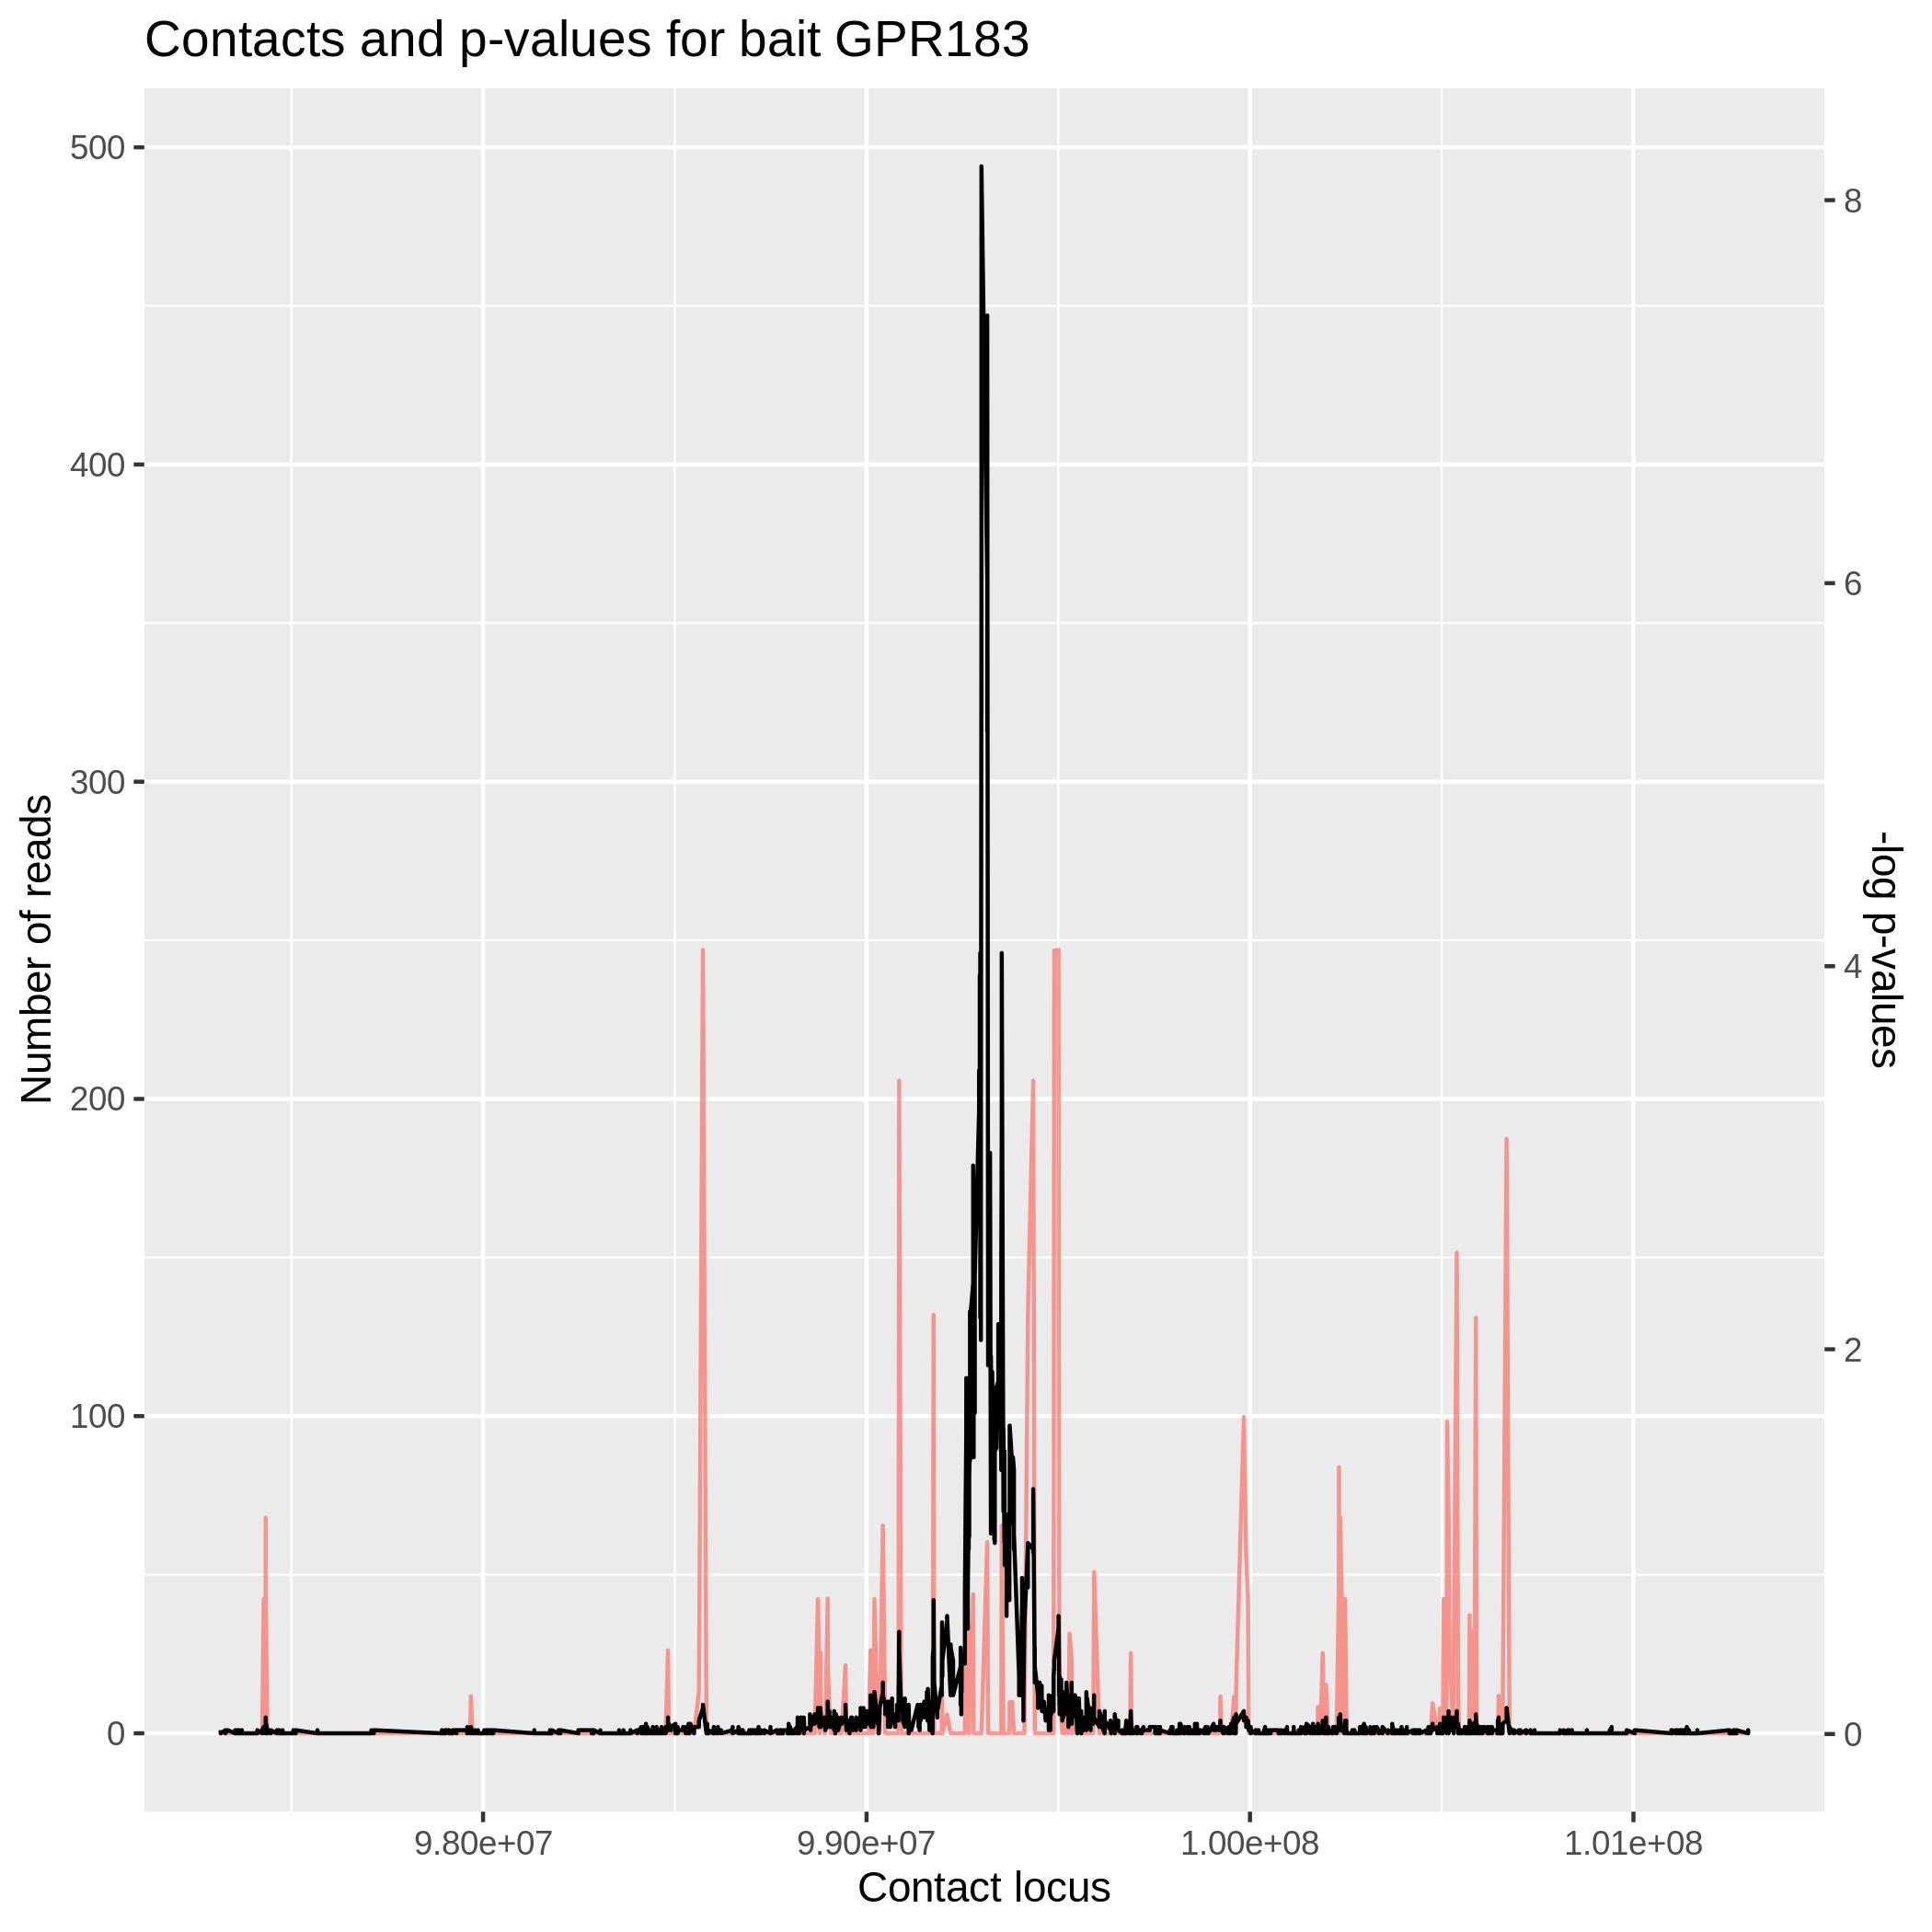 Contacts and p-values for bait GPR183
500
400
300
200
100
0
Number of reads
8
6
4
2
0
-log p-values
9.80e+07
9.90e+07
1.00e+08
1.01e+08
Contact locus